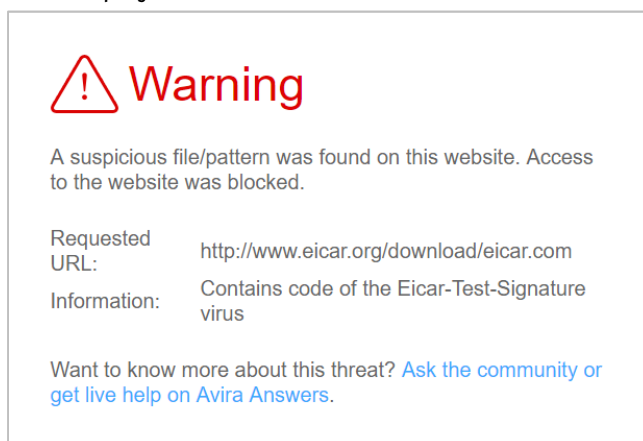 Warning
A suspicious file/pattern was found on this website. Access
to the website was blocked.
Requested
URL:
http://www.eicar.org/download/eicar.com
Information:
Contains code of the Eicar-Test-Signature
virus
Want to know more about this threat? Ask the community or
get live help on Avira Answers.